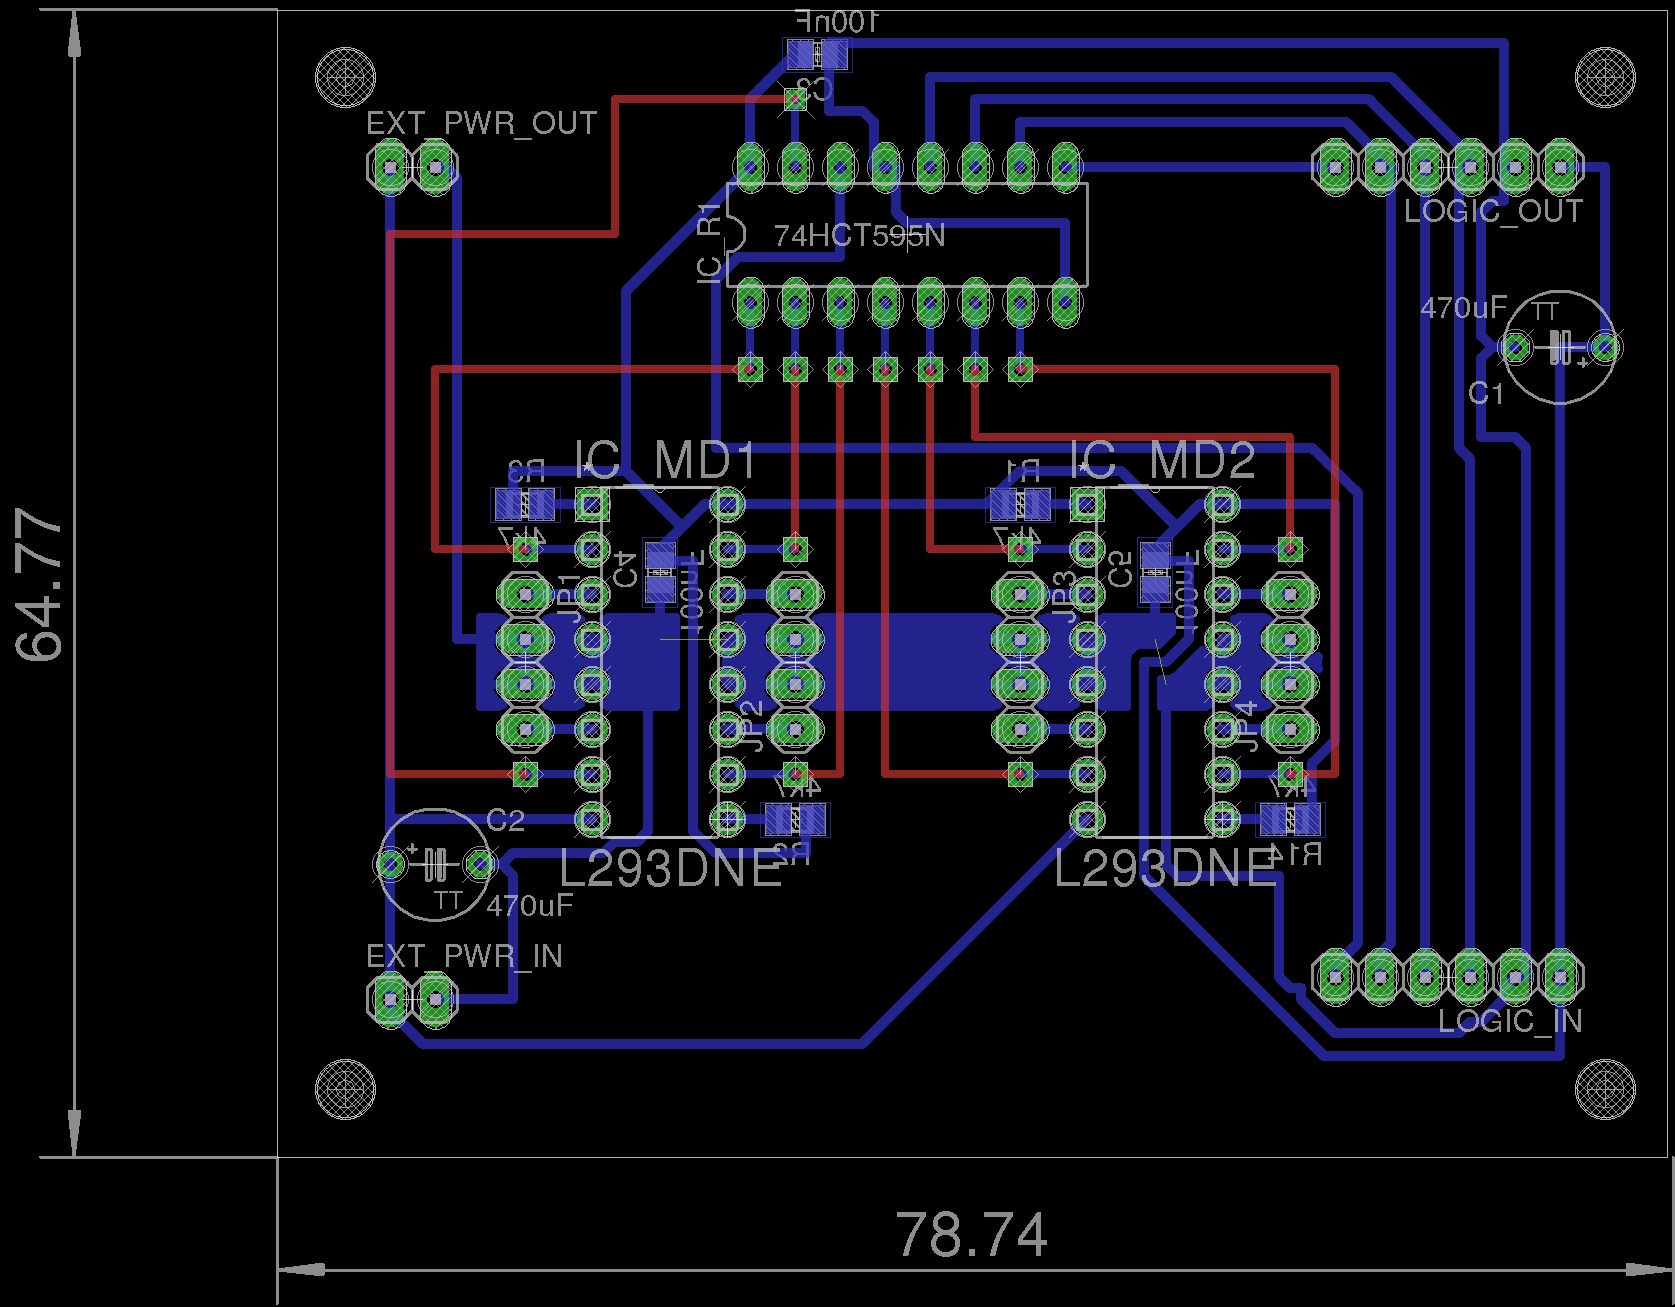 100nF
C3
EXT_PWR_OUT
LOGIC_OUT
IC_R1
74HCT595N
470uF
TT
+
C1
IC_MD1
IC_MD2
R3
4k7
R1
4k7
C4
100nF
C5
100nF
JP1
JP3
64.77
JP2
JP4
4k7
4k7
C2
R2
R14
+
L293DNE
L293DNE
TT
470uF
EXT_PWR_IN
LOGIC_IN
78.74